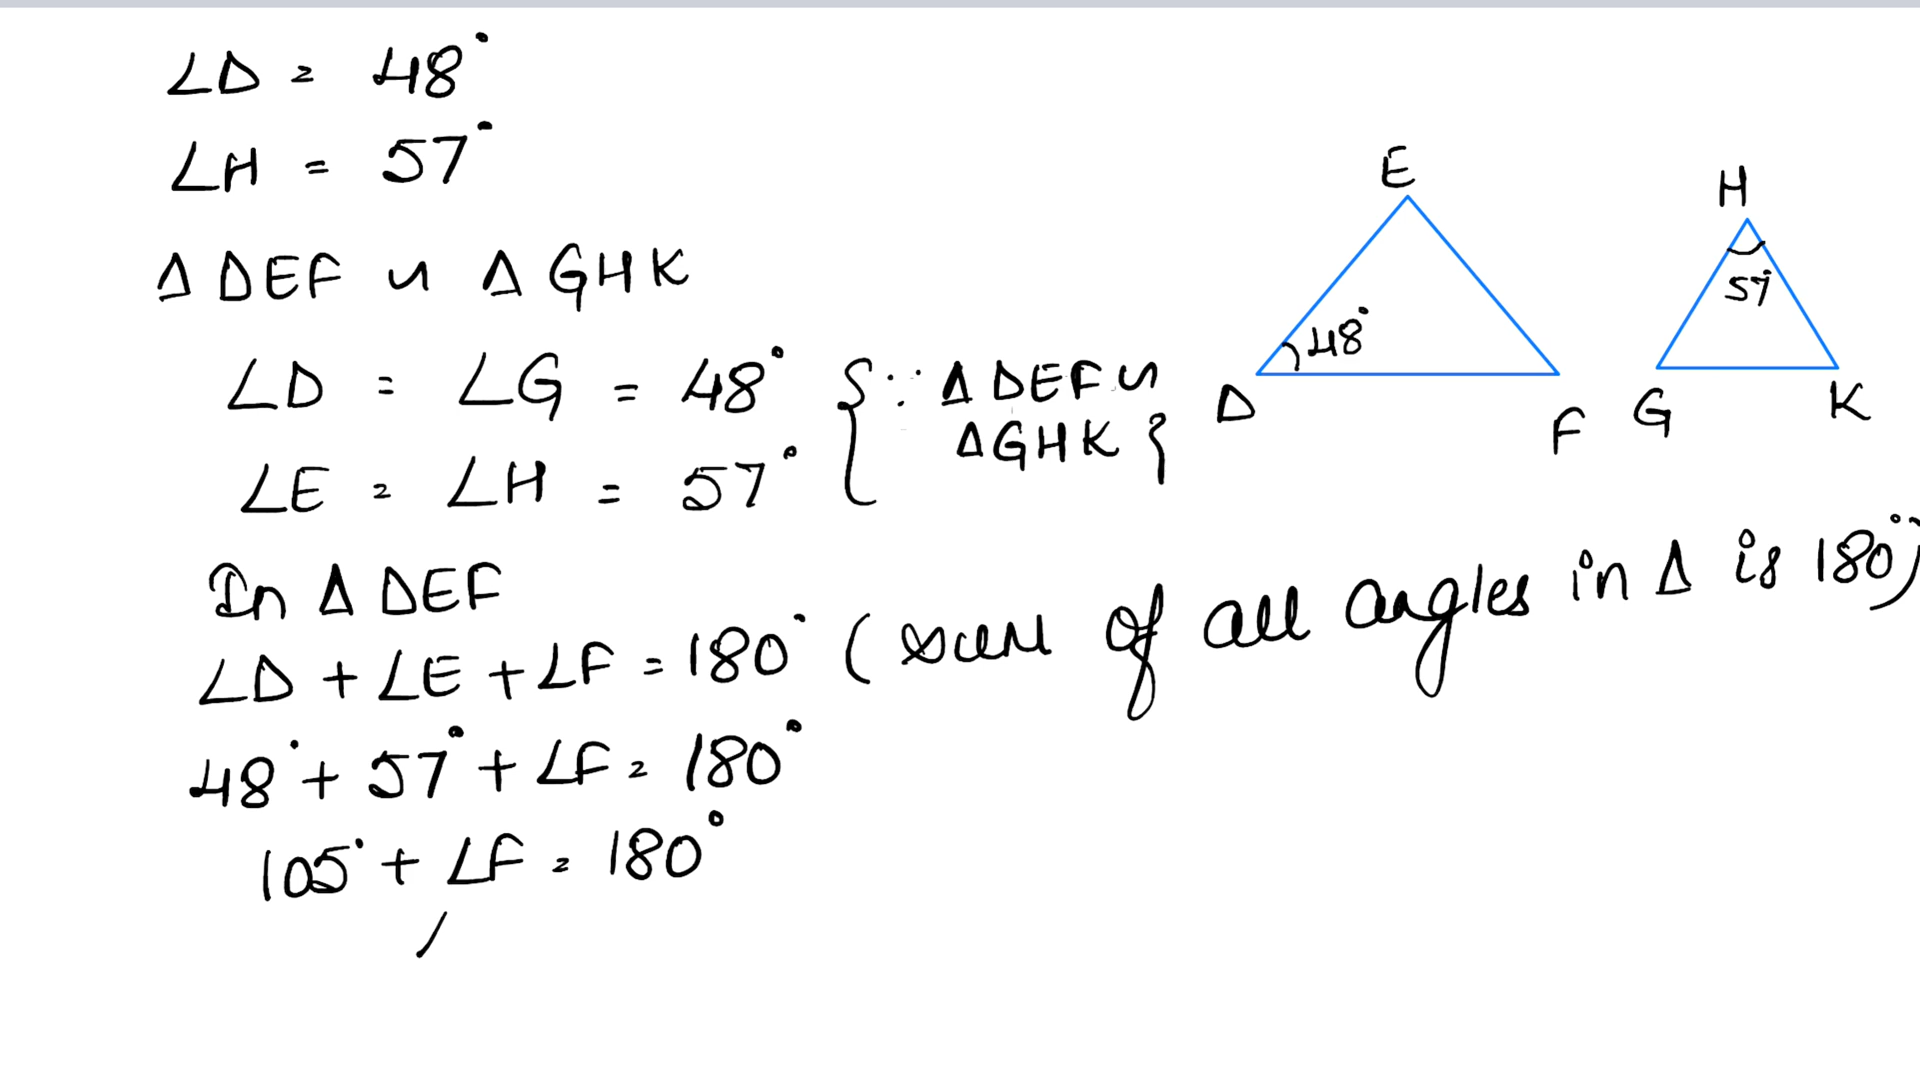 ∠D = 48°
∠H = 57°
Δ DEF ~ Δ GHK
∠D = ∠G = 48° {∵ Δ DEF ~
Δ GHK}
∠E = ∠H = 57°
In Δ DEF
∠D + ∠E + ∠F = 180° (sum of all angles in Δ is 180°)
48° + 57° + ∠F = 180°
105° + ∠F = 180°
E
48°
D
F
H
57°
G
K